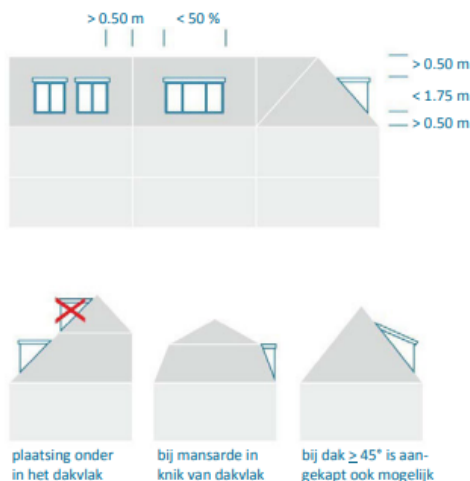 > 0.50 m
< 50 %
> 0.50 m
< 1.75 m
> 0.50 m
plaatsing onder
in het dakvlak
bij mansarde in
knik van dakvlak
bij dak ≥ 45° is aan-
gekapt ook mogelijk